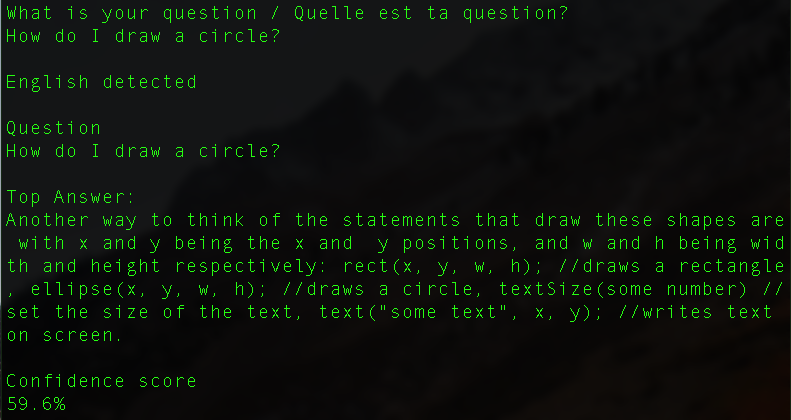 What is your question / Quelle est ta question?
How do I draw a circle?
English detected
Question
How do I draw a circle?
Top Answer:
Another way to think of the statements that draw these shapes are
 with x and y being the x and  y positions, and w and h being wid
th and height respectively: rect(x, y, w, h); //draws a rectangle
, ellipse(x, y, w, h); //draws a circle, textSize(some number) //
set the size of the text, text("some text", x, y); //writes text
on screen.
Confidence score
59.6%